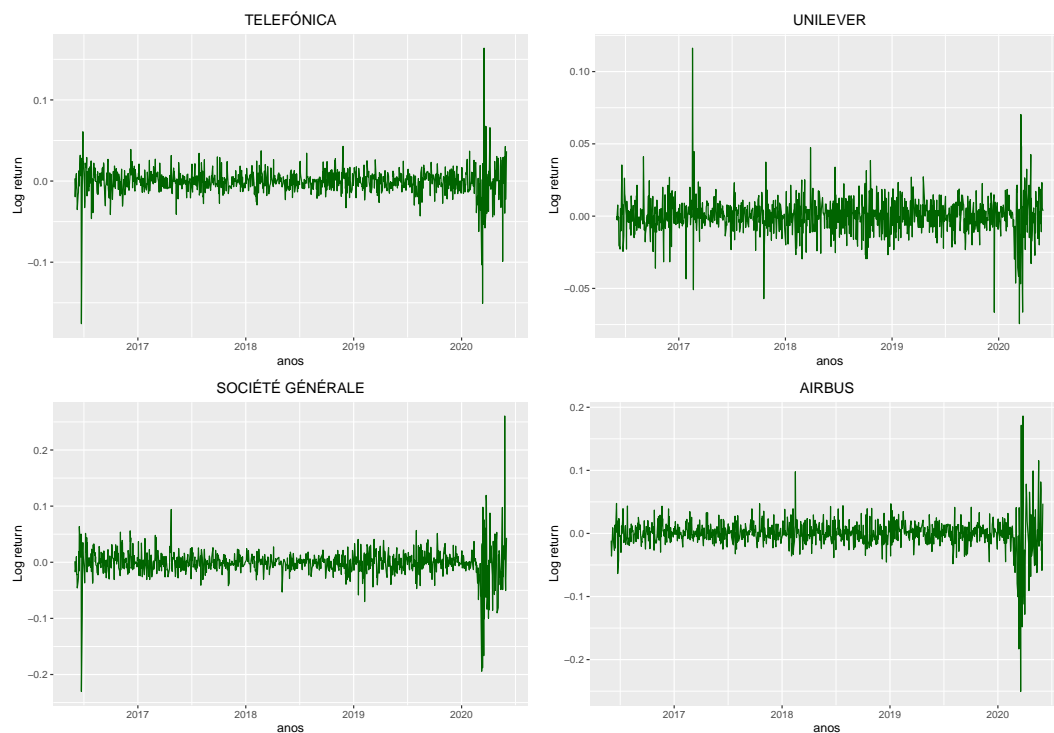 TELEFÓNICA
Log return
0.1
0.0
−0.1
2017 2018 2019 2020
anos
UNILEVER
Log return
0.10
0.05
0.00
−0.05
2017 2018 2019 2020
anos
SOCIÉTÉ GÉNÉRALE
Log return
0.2
0.1
0.0
−0.1
−0.2
2017 2018 2019 2020
anos
AIRBUS
Log return
0.2
0.1
0.0
−0.1
−0.2
2017 2018 2019 2020
anos